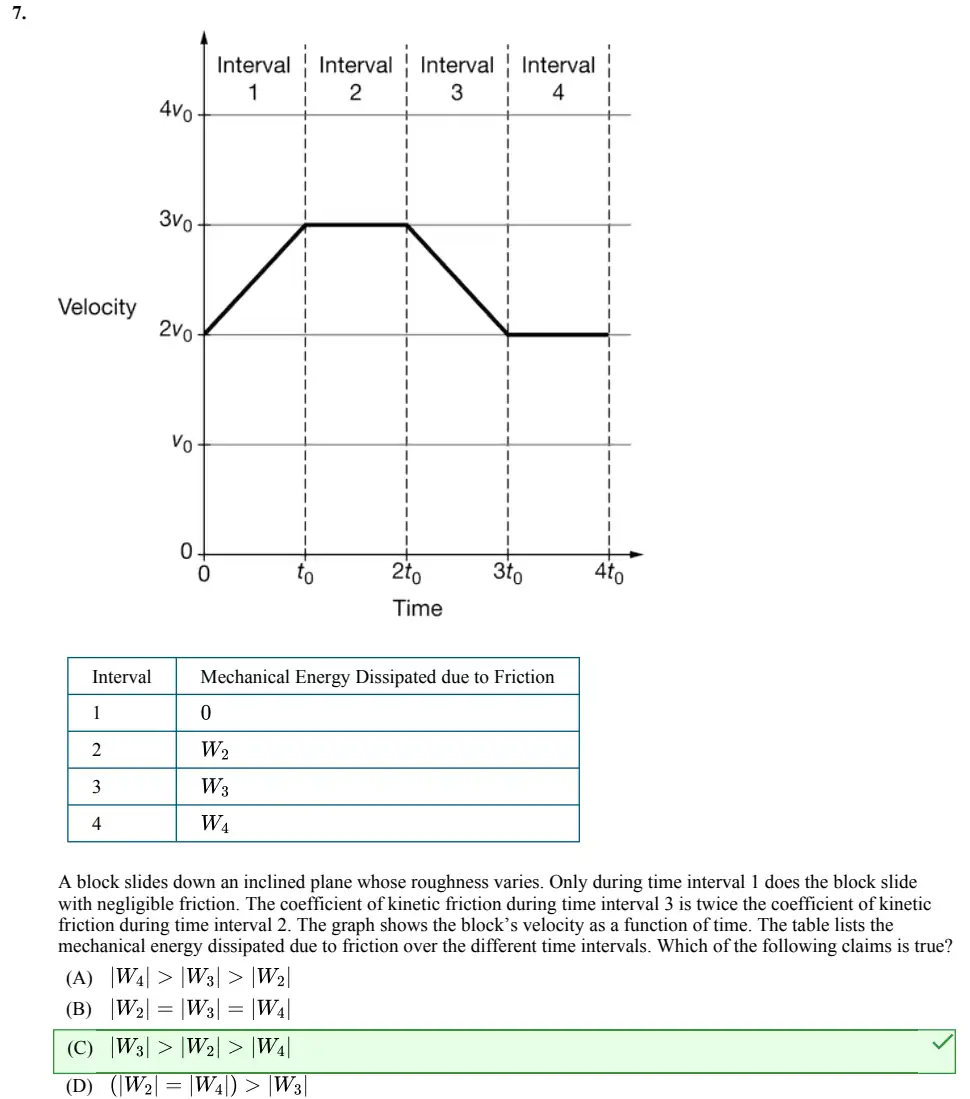 7.
Interval 1
Interval 2
Interval 3
Interval 4
4v₀
3v₀
Velocity
2v₀
v₀
0
0 t₀ 2t₀ 3t₀ 4t₀
Time
Interval Mechanical Energy Dissipated due to Friction
1 0
2 W₂
3 W₃
4 W₄
A block slides down an inclined plane whose roughness varies. Only during time interval 1 does the block slide
with negligible friction. The coefficient of kinetic friction during time interval 3 is twice the coefficient of kinetic
friction during time interval 2. The graph shows the block’s velocity as a function of time. The table lists the
mechanical energy dissipated due to friction over the different time intervals. Which of the following claims is true?
(A) |W₄| > |W₃| > |W₂|
(B) |W₂| = |W₃| = |W₄|
(C) |W₃| > |W₂| > |W₄|
(D) (|W₂| = |W₄|) > |W₃|